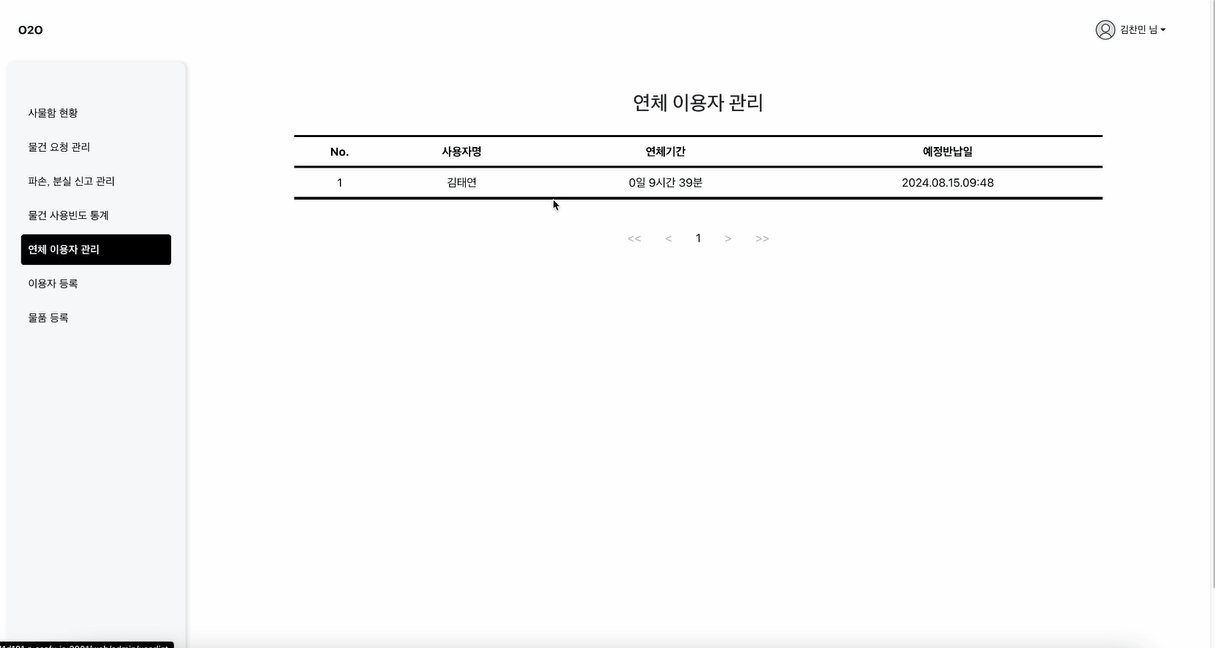 O2O
김찬민 님
사물함 현황
물건 요청 관리
파손, 분실 신고 관리
물건 사용빈도 통계
연체 이용자 관리
이용자 등록
물품 등록
연체 이용자 관리
No. 사용자명 연체기간 예정반납일
1 김태연 0일 9시간 39분 2024.08.15.09:48
<< < 1 > >>